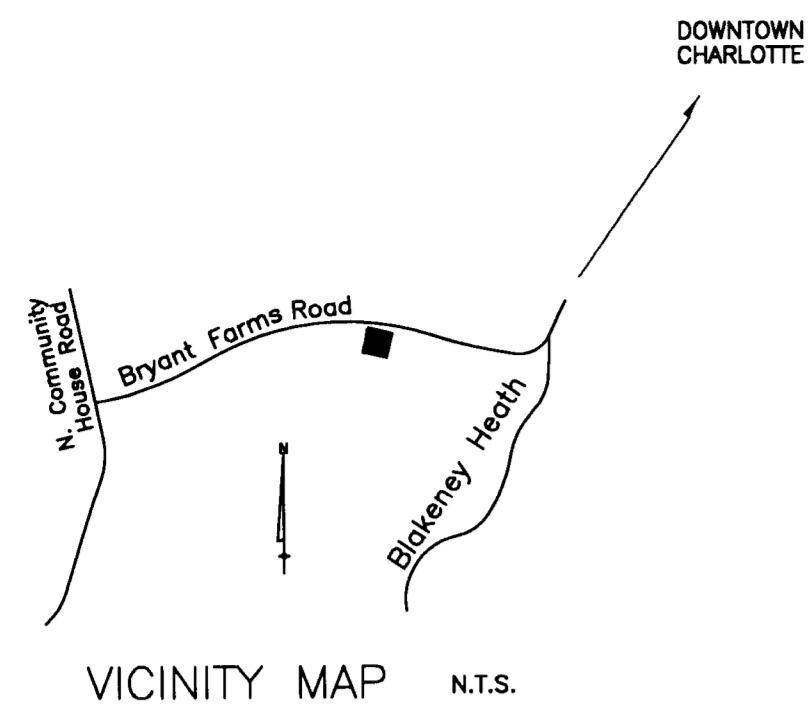 DOWNTOWN
CHARLOTTE
N. Community
House Road
Bryant Farms Road
N
Blakeney Heath
VICINITY MAP N.T.S.